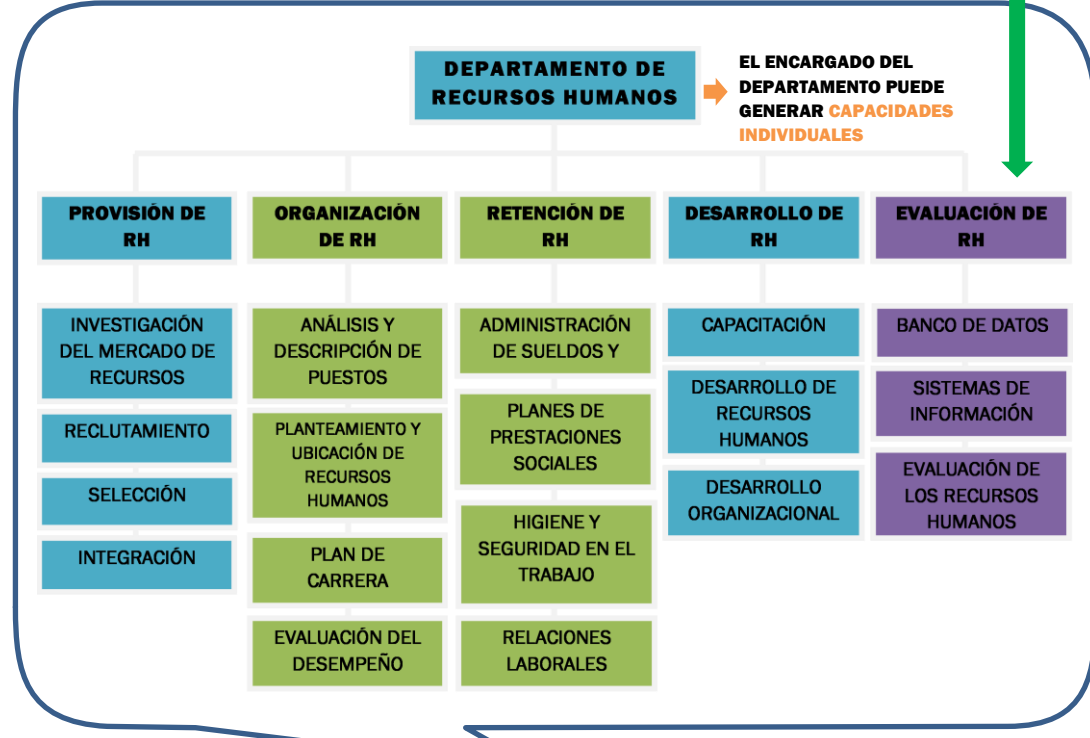 DEPARTAMENTO DE
RECURSOS HUMANOS
EL ENCARGADO DEL
DEPARTAMENTO PUEDE
GENERAR CAPACIDADES
INDIVIDUALES
PROVISIÓN DE
RH
INVESTIGACIÓN
DEL MERCADO DE
RECURSOS
RECLUTAMIENTO
SELECCIÓN
INTEGRACIÓN
ORGANIZACIÓN
DE RH
ANÁLISIS Y
DESCRIPCIÓN DE
PUESTOS
PLANTEAMIENTO Y
UBICACIÓN DE
RECURSOS
HUMANOS
PLAN DE
CARRERA
EVALUACIÓN DEL
DESEMPEÑO
RETENCIÓN DE
RH
ADMINISTRACIÓN
DE SUELDOS Y
PLANES DE
PRESTACIONES
SOCIALES
HIGIENE Y
SEGURIDAD EN EL
TRABAJO
RELACIONES
LABORALES
DESARROLLO DE
RH
CAPACITACIÓN
DESARROLLO DE
RECURSOS
HUMANOS
DESARROLLO
ORGANIZACIONAL
EVALUACIÓN DE
RH
BANCO DE DATOS
SISTEMAS DE
INFORMACIÓN
EVALUACIÓN DE
LOS RECURSOS
HUMANOS